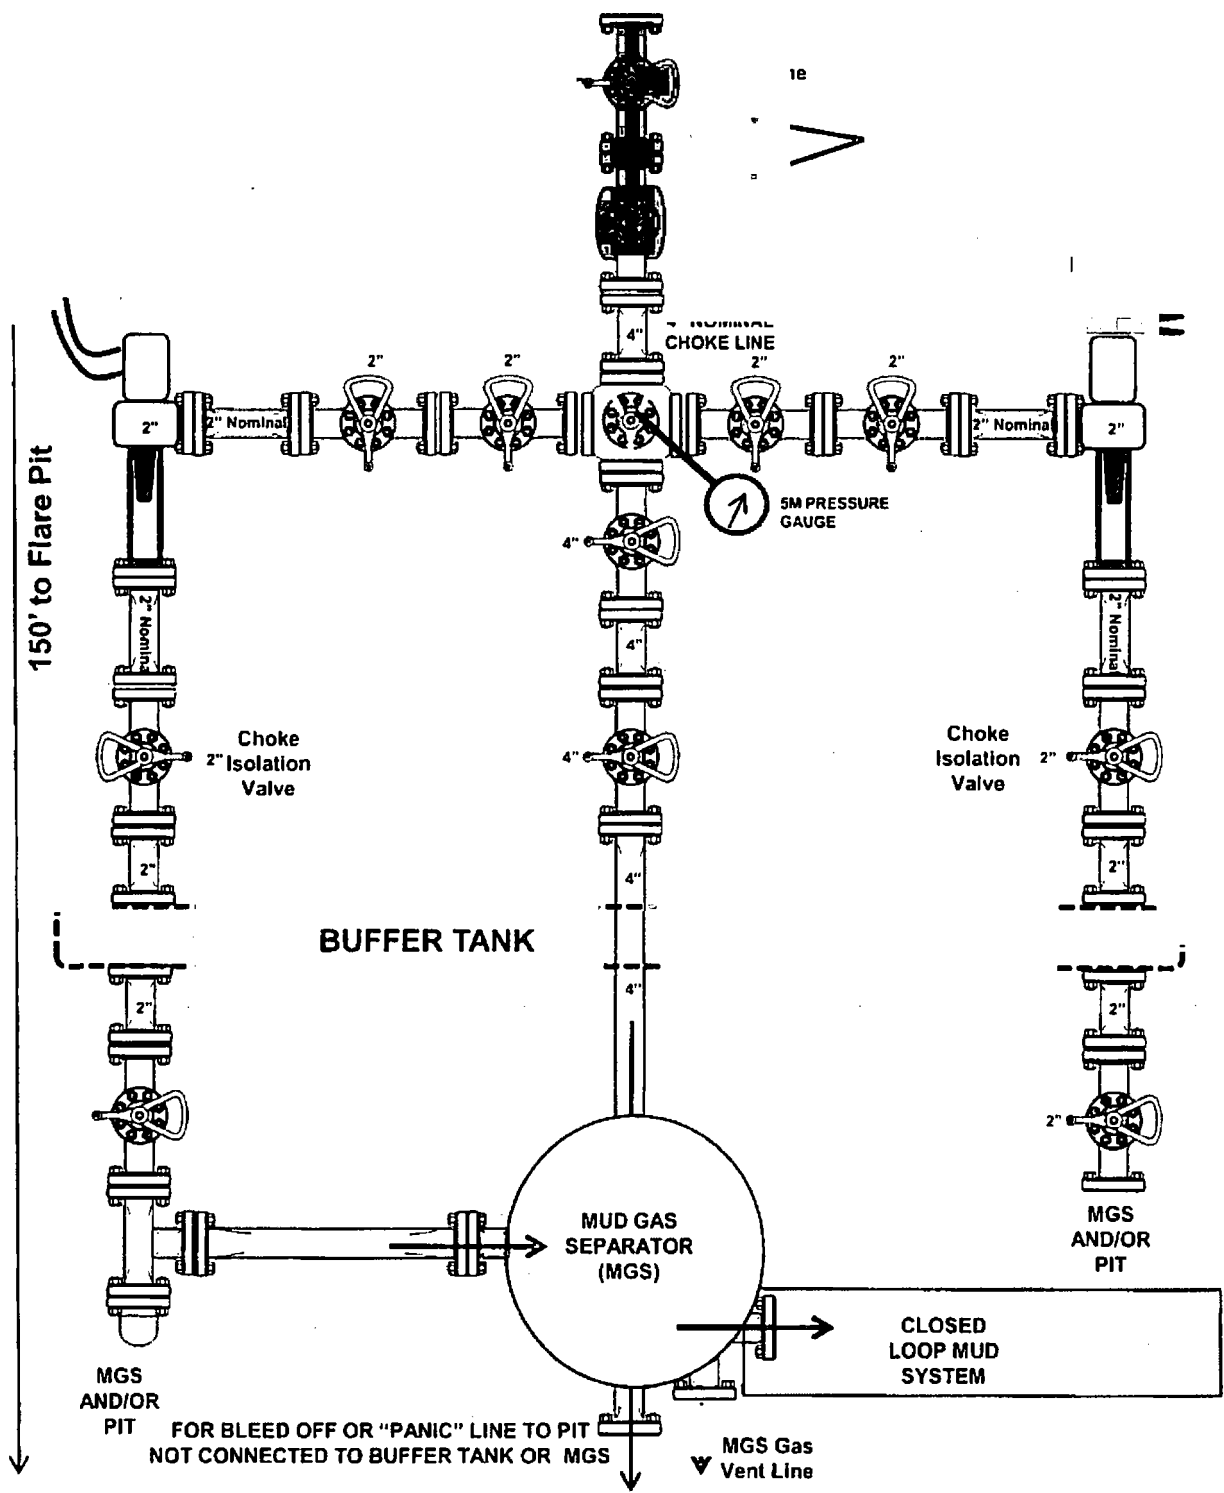 4"
NOMINAL
CHOKE LINE
2"
2"
2"
2"
2"
2" Nominal
2" Nomina
2"
5M PRESSURE
GAUGE
4"
150' to Flare Pit
2" Nomina
4"
2" Nominal
Choke
2" Isolation
Valve
4"
Choke
Isolation
Valve
2"
2"
4"
2"
BUFFER TANK
4"
2"
2"
2"
MUD GAS
SEPARATOR
(MGS)
MGS
AND/OR
PIT
CLOSED
LOOP MUD
SYSTEM
MGS
AND/OR
PIT
FOR BLEED OFF OR "PANIC" LINE TO PIT
NOT CONNECTED TO BUFFER TANK OR MGS
MGS Gas
Vent Line